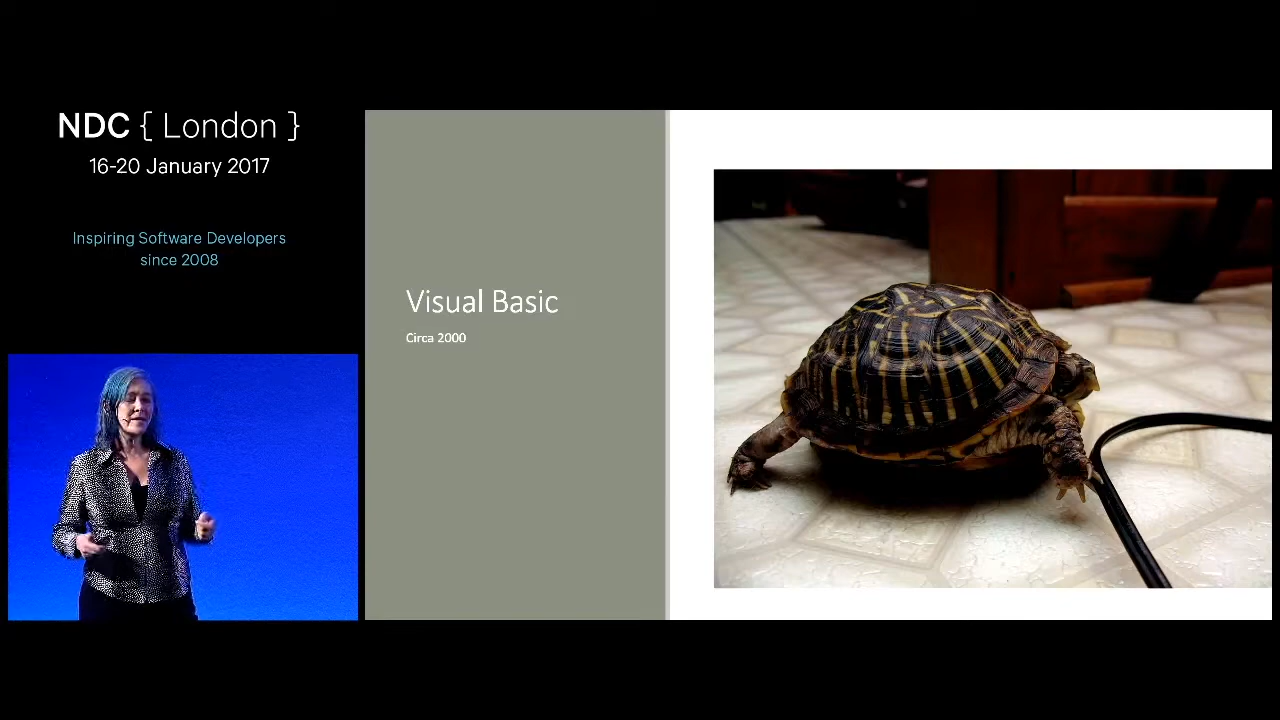 NDC { London }
16-20 January 2017
Inspiring Software Developers
since 2008
Visual Basic
Circa 2000